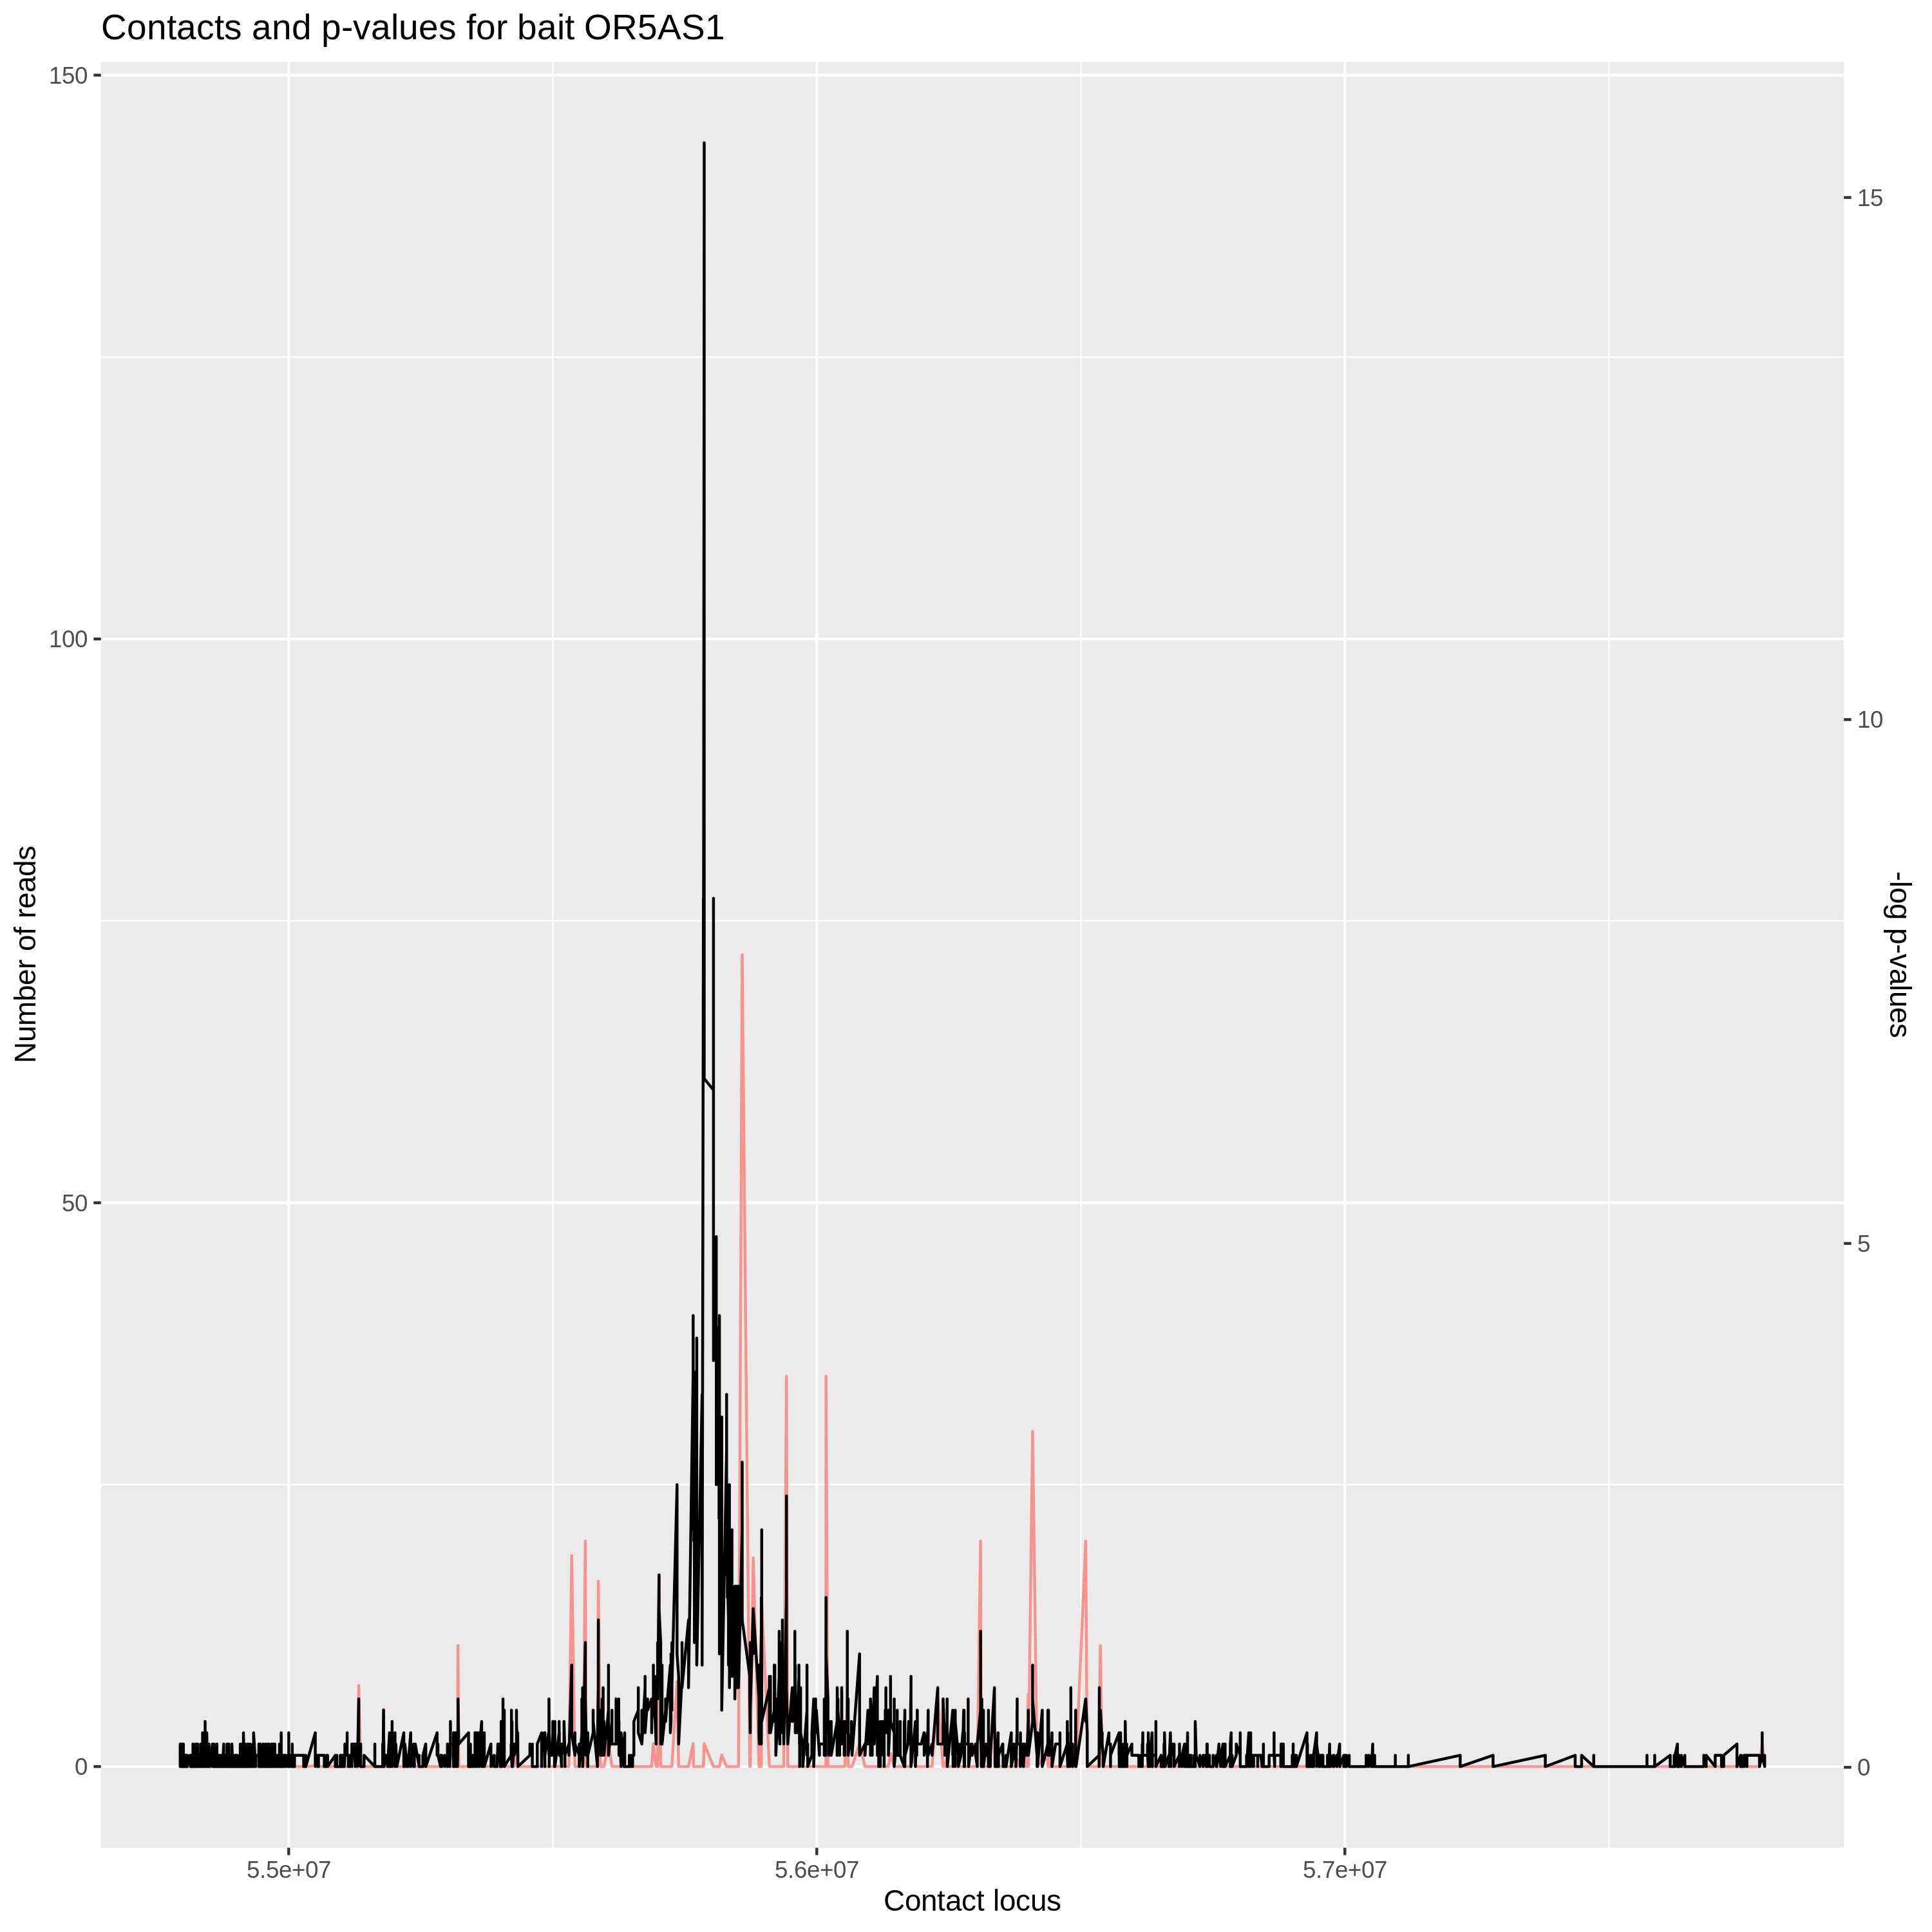 Contacts and p-values for bait OR5AS1
150
100
50
0
Number of reads
15
10
5
0
-log p-values
5.5e+07
5.6e+07
5.7e+07
Contact locus